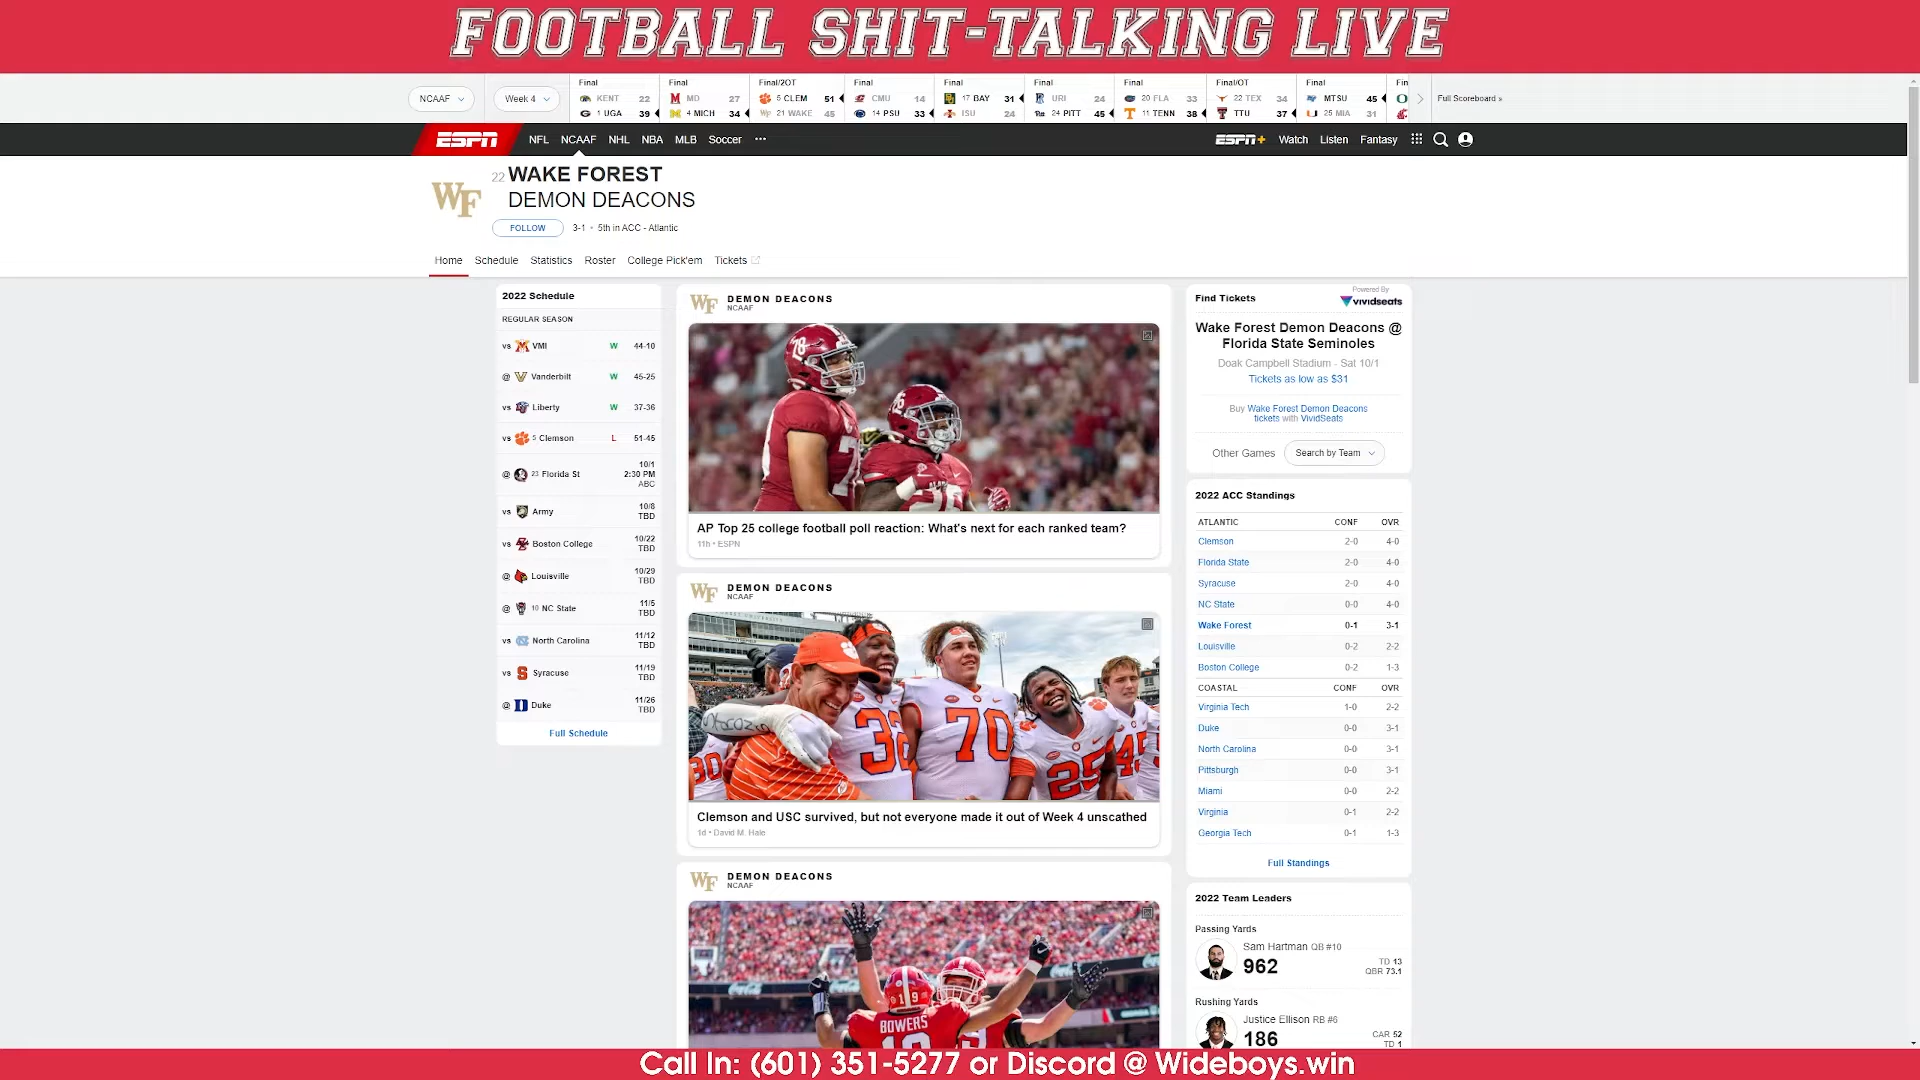 FOOTBALL SHIT-TALKING LIVE
NCAAF
Week 4
Final
KENT 22
1 UGA 39
Final
MD 27
4 MICH 34
Final/2OT
5 CLEM 51
21 WAKE 45
Final
CMU 14
14 PSU 33
Final
17 BAY 31
ISU 24
Final
URI 24
24 PITT 45
Final
20 FLA 33
11 TENN 38
Final/OT
22 TEX 34
TTU 37
Final
MTSU 45
25 MIA 31
Fin
Full Scoreboard »
ESPN NFL NCAAF NHL NBA MLB Soccer ••• ESPN+ Watch Listen Fantasy
WF
22 WAKE FOREST
DEMON DEACONS
FOLLOW 3-1 • 5th in ACC - Atlantic
Home Schedule Statistics Roster College Pick'em Tickets
2022 Schedule
REGULAR SEASON
vs VMI W 44-10
@ Vanderbilt W 45-25
vs Liberty W 37-36
vs 5 Clemson L 51-45
@ 23 Florida St 10/1 2:30 PM ABC
vs Army 10/8 TBD
vs Boston College 10/22 TBD
@ Louisville 10/29 TBD
@ 10 NC State 11/5 TBD
vs North Carolina 11/12 TBD
vs Syracuse 11/19 TBD
@ Duke 11/26 TBD
Full Schedule
WF DEMON DEACONS
NCAAF
78
26
AP Top 25 college football poll reaction: What's next for each ranked team?
11h • ESPN
WF DEMON DEACONS
NCAAF
30
32
70
25
45
Clemson and USC survived, but not everyone made it out of Week 4 unscathed
1d • David M. Hale
WF DEMON DEACONS
NCAAF
19
BOWERS
Find Tickets
Powered By
vividseats
Wake Forest Demon Deacons @
Florida State Seminoles
Doak Campbell Stadium - Sat 10/1
Tickets as low as $31
Buy Wake Forest Demon Deacons
tickets with VividSeats
Other Games Search by Team
2022 ACC Standings
ATLANTIC CONF OVR
Clemson 2-0 4-0
Florida State 2-0 4-0
Syracuse 2-0 4-0
NC State 0-0 4-0
Wake Forest 0-1 3-1
Louisville 0-2 2-2
Boston College 0-2 1-3
COASTAL CONF OVR
Virginia Tech 1-0 2-2
Duke 0-0 3-1
North Carolina 0-0 3-1
Pittsburgh 0-0 3-1
Miami 0-0 2-2
Virginia 0-1 2-2
Georgia Tech 0-1 1-3
Full Standings
2022 Team Leaders
Passing Yards
Sam Hartman QB #10
962
TD 13
QBR 73.1
Rushing Yards
Justice Ellison RB #6
186
CAR 52
TD 1
Call In: (601) 351-5277 or Discord @ Wideboys.win